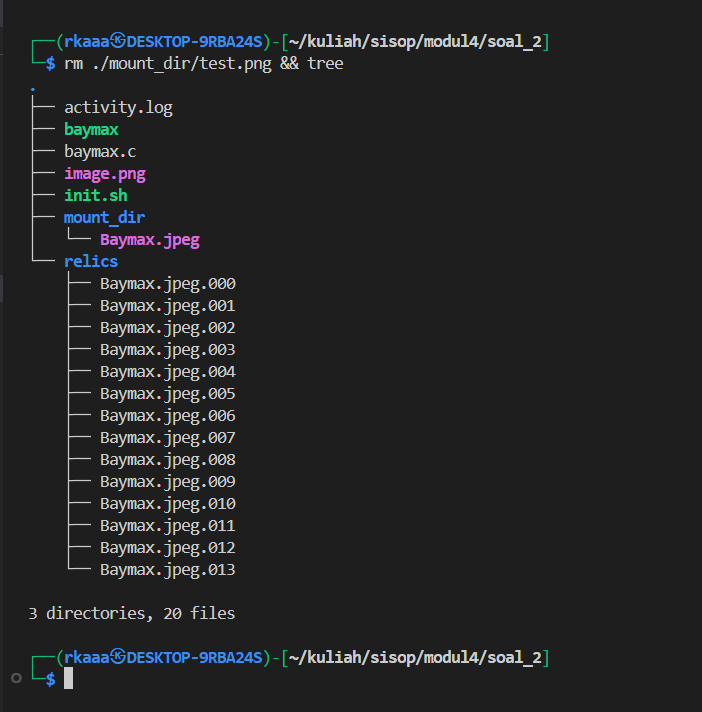 ┌──(rkaaa㉿DESKTOP-9RBA24S)-[~/kuliah/sisop/modul4/soal_2]
└─$ rm ./mount_dir/test.png && tree
.
├── activity.log
├── baymax
├── baymax.c
├── image.png
├── init.sh
├── mount_dir
│   └── Baymax.jpeg
└── relics
    ├── Baymax.jpeg.000
    ├── Baymax.jpeg.001
    ├── Baymax.jpeg.002
    ├── Baymax.jpeg.003
    ├── Baymax.jpeg.004
    ├── Baymax.jpeg.005
    ├── Baymax.jpeg.006
    ├── Baymax.jpeg.007
    ├── Baymax.jpeg.008
    ├── Baymax.jpeg.009
    ├── Baymax.jpeg.010
    ├── Baymax.jpeg.011
    ├── Baymax.jpeg.012
    └── Baymax.jpeg.013
3 directories, 20 files
┌──(rkaaa㉿DESKTOP-9RBA24S)-[~/kuliah/sisop/modul4/soal_2]
└─$